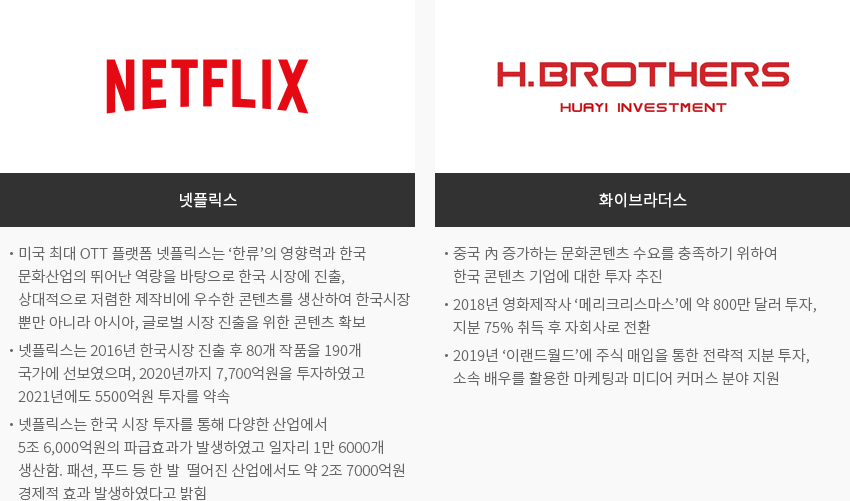 NETFLIX
넷플릭스
• 미국 최대 OTT 플랫폼 넷플릭스는 ‘한류’의 영향력과 한국
문화산업의 뛰어난 역량을 바탕으로 한국 시장에 진출,
상대적으로 저렴한 제작비에 우수한 콘텐츠를 생산하여 한국시장
뿐만 아니라 아시아, 글로벌 시장 진출을 위한 콘텐츠 확보
• 넷플릭스는 2016년 한국시장 진출 후 80개 작품을 190개
국가에 선보였으며, 2020년까지 7,700억원을 투자하였고
2021년에도 5500억원 투자를 약속
• 넷플릭스는 한국 시장 투자를 통해 다양한 산업에서
5조 6,000억원의 파급효과가 발생하였고 일자리 1만 6000개
생산함. 패션, 푸드 등 한 발 떨어진 산업에서도 약 2조 7000억원
경제적 효과 발생하였다고 밝힘
H.BROTHERS
HUAYI INVESTMENT
화이브라더스
• 중국 內 증가하는 문화콘텐츠 수요를 충족하기 위하여
한국 콘텐츠 기업에 대한 투자 추진
• 2018년 영화제작사 ‘메리크리스마스’에 약 800만 달러 투자,
지분 75% 취득 후 자회사로 전환
• 2019년 ‘이랜드월드’에 주식 매입을 통한 전략적 지분 투자,
소속 배우를 활용한 마케팅과 미디어 커머스 분야 지원